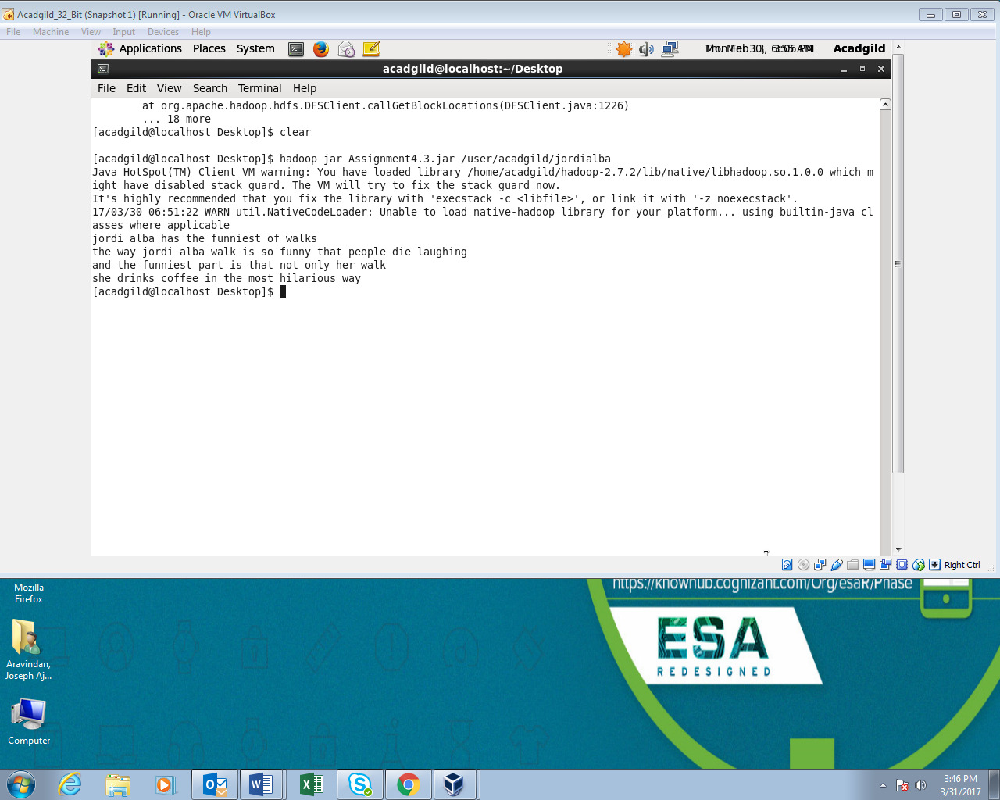 Acadgild_32_Bit (Snapshot 1) [Running] - Oracle VM VirtualBox
File Machine View Input Devices Help
Applications Places System Acadgild
acadgild@localhost:~/Desktop
File Edit View Search Terminal Help
at org.apache.hadoop.hdfs.DFSClient.callGetBlockLocations(DFSClient.java:1226)
... 18 more
[acadgild@localhost Desktop]$ clear
[acadgild@localhost Desktop]$ hadoop jar Assignment4.3.jar /user/acadgild/jordialba
Java HotSpot(TM) Client VM warning: You have loaded library /home/acadgild/hadoop-2.7.2/lib/native/libhadoop.so.1.0.0 which m
ight have disabled stack guard. The VM will try to fix the stack guard now.
It's highly recommended that you fix the library with 'execstack -c <libfile>', or link it with '-z noexecstack'.
17/03/30 06:51:22 WARN util.NativeCodeLoader: Unable to load native-hadoop library for your platform... using builtin-java cl
asses where applicable
jordi alba has the funniest of walks
the way jordi alba walk is so funny that people die laughing
and the funniest part is that not only her walk
she drinks coffee in the most hilarious way
[acadgild@localhost Desktop]$
Right Ctrl
https://knowhub.cognizant.com/Org/esaR/Phase
Mozilla
Firefox
ESA
REDESIGNED
Aravindan,
Joseph Aj...
Computer
3:46 PM
3/31/2017